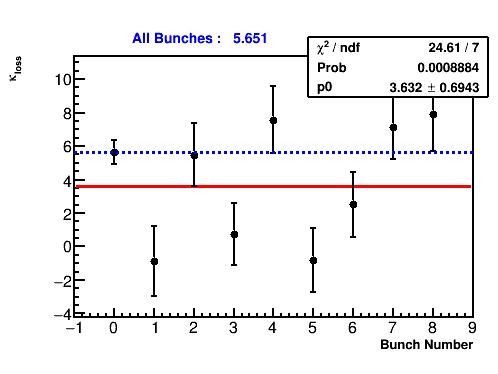 All Bunches : 5.651
χ² / ndf 24.61 / 7
Prob 0.0008884
p0 3.632 ± 0.6943
κloss
10
8
6
4
2
0
−2
−4
−1 0 1 2 3 4 5 6 7 8 9
Bunch Number